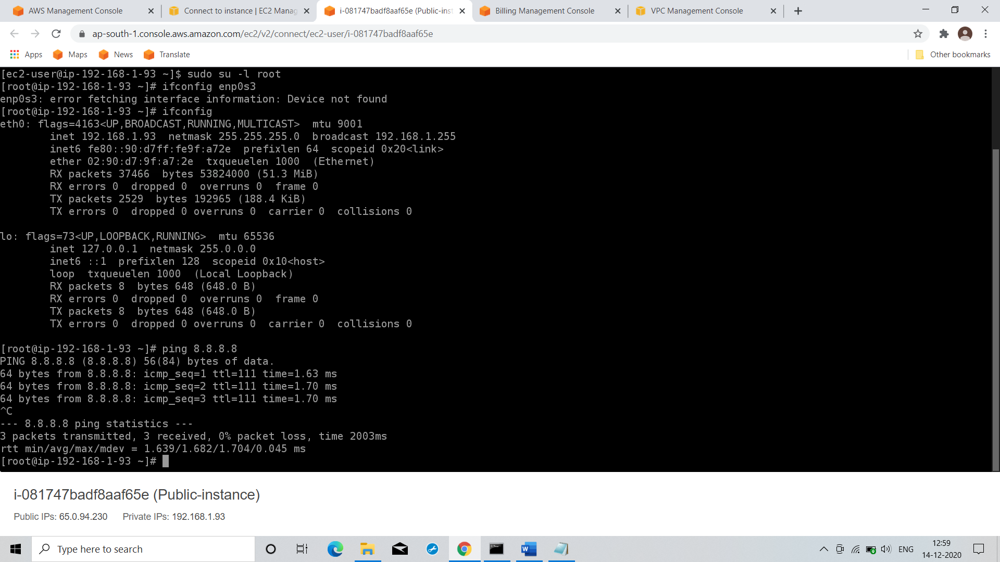 AWS Management Console
Connect to instance | EC2 Manag
i-081747badf8aaf65e (Public-inst
Billing Management Console
VPC Management Console
ap-south-1.console.aws.amazon.com/ec2/v2/connect/ec2-user/i-081747badf8aaf65e
Apps Maps News Translate Other bookmarks
[ec2-user@ip-192-168-1-93 ~]$ sudo su -l root
[root@ip-192-168-1-93 ~]# ifconfig enp0s3
enp0s3: error fetching interface information: Device not found
[root@ip-192-168-1-93 ~]# ifconfig
eth0: flags=4163<UP,BROADCAST,RUNNING,MULTICAST>  mtu 9001
        inet 192.168.1.93  netmask 255.255.255.0  broadcast 192.168.1.255
        inet6 fe80::90:d7ff:fe9f:a72e  prefixlen 64  scopeid 0x20<link>
        ether 02:90:d7:9f:a7:2e  txqueuelen 1000  (Ethernet)
        RX packets 37466  bytes 53824000 (51.3 MiB)
        RX errors 0  dropped 0  overruns 0  frame 0
        TX packets 2529  bytes 192965 (188.4 KiB)
        TX errors 0  dropped 0 overruns 0  carrier 0  collisions 0
lo: flags=73<UP,LOOPBACK,RUNNING>  mtu 65536
        inet 127.0.0.1  netmask 255.0.0.0
        inet6 ::1  prefixlen 128  scopeid 0x10<host>
        loop  txqueuelen 1000  (Local Loopback)
        RX packets 8  bytes 648 (648.0 B)
        RX errors 0  dropped 0  overruns 0  frame 0
        TX packets 8  bytes 648 (648.0 B)
        TX errors 0  dropped 0 overruns 0  carrier 0  collisions 0
[root@ip-192-168-1-93 ~]# ping 8.8.8.8
PING 8.8.8.8 (8.8.8.8) 56(84) bytes of data.
64 bytes from 8.8.8.8: icmp_seq=1 ttl=111 time=1.63 ms
64 bytes from 8.8.8.8: icmp_seq=2 ttl=111 time=1.70 ms
64 bytes from 8.8.8.8: icmp_seq=3 ttl=111 time=1.70 ms
^C
--- 8.8.8.8 ping statistics ---
3 packets transmitted, 3 received, 0% packet loss, time 2003ms
rtt min/avg/max/mdev = 1.639/1.682/1.704/0.045 ms
[root@ip-192-168-1-93 ~]#
i-081747badf8aaf65e (Public-instance)
Public IPs: 65.0.94.230 Private IPs: 192.168.1.93
Type here to search
ENG
12:59
14-12-2020